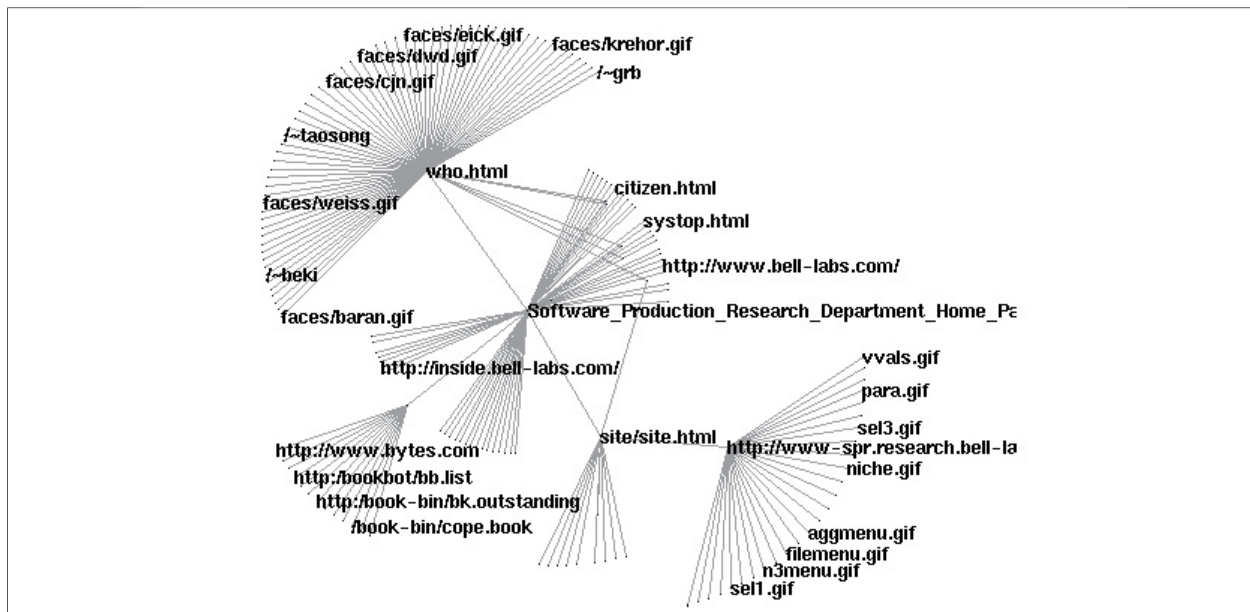 faces/eick.gif
faces/krehor.gif
faces/dwd.gif
/~grb
faces/cjn.gif
/~taosong
who.html
citizen.html
faces/weiss.gif
systop.html
http://www.bell-labs.com/
/~beki
Software_Production_Research_Department_Home_Pa
faces/baran.gif
vvals.gif
http://inside.bell-labs.com/
para.gif
sel3.gif
site/site.html
http://www-spr.research.bell-la
http://www.bytes.com
niche.gif
http:/bookbot/bb.list
http:/book-bin/bk.outstanding
/book-bin/cope.book
aggmenu.gif
filemenu.gif
n3menu.gif
sel1.gif